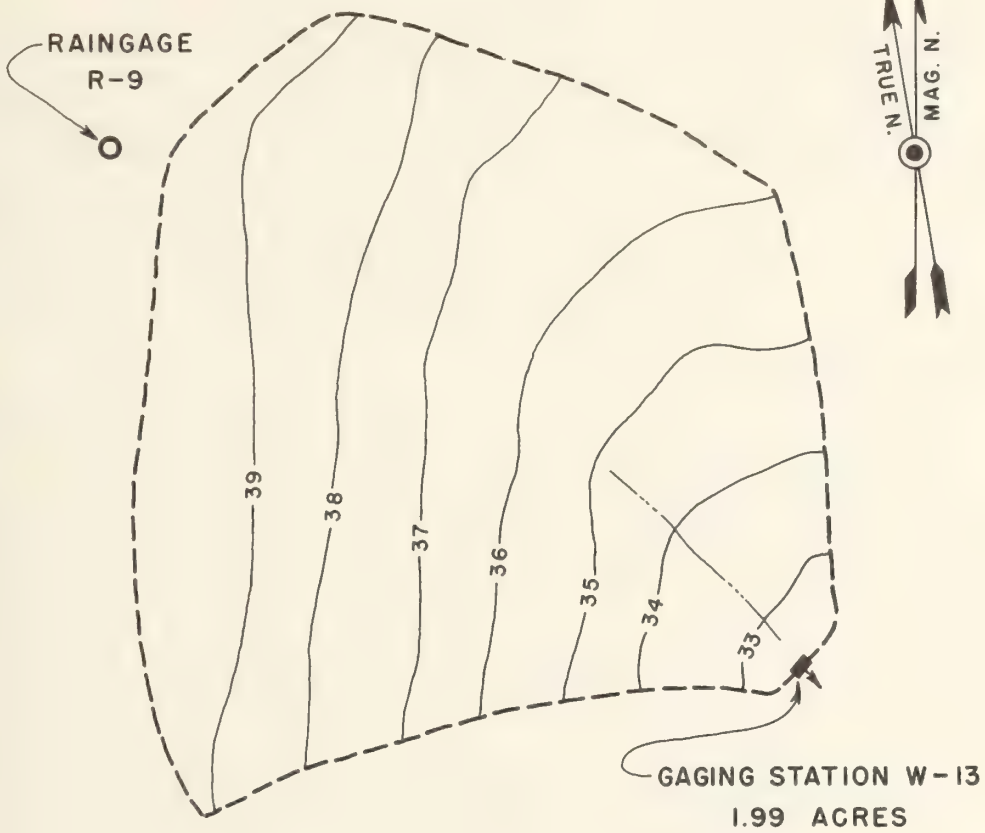 RAINGAGE
R-9
TRUE N.
MAG. N.
39
38
37
36
35
34
33
GAGING STATION W-13
1.99 ACRES